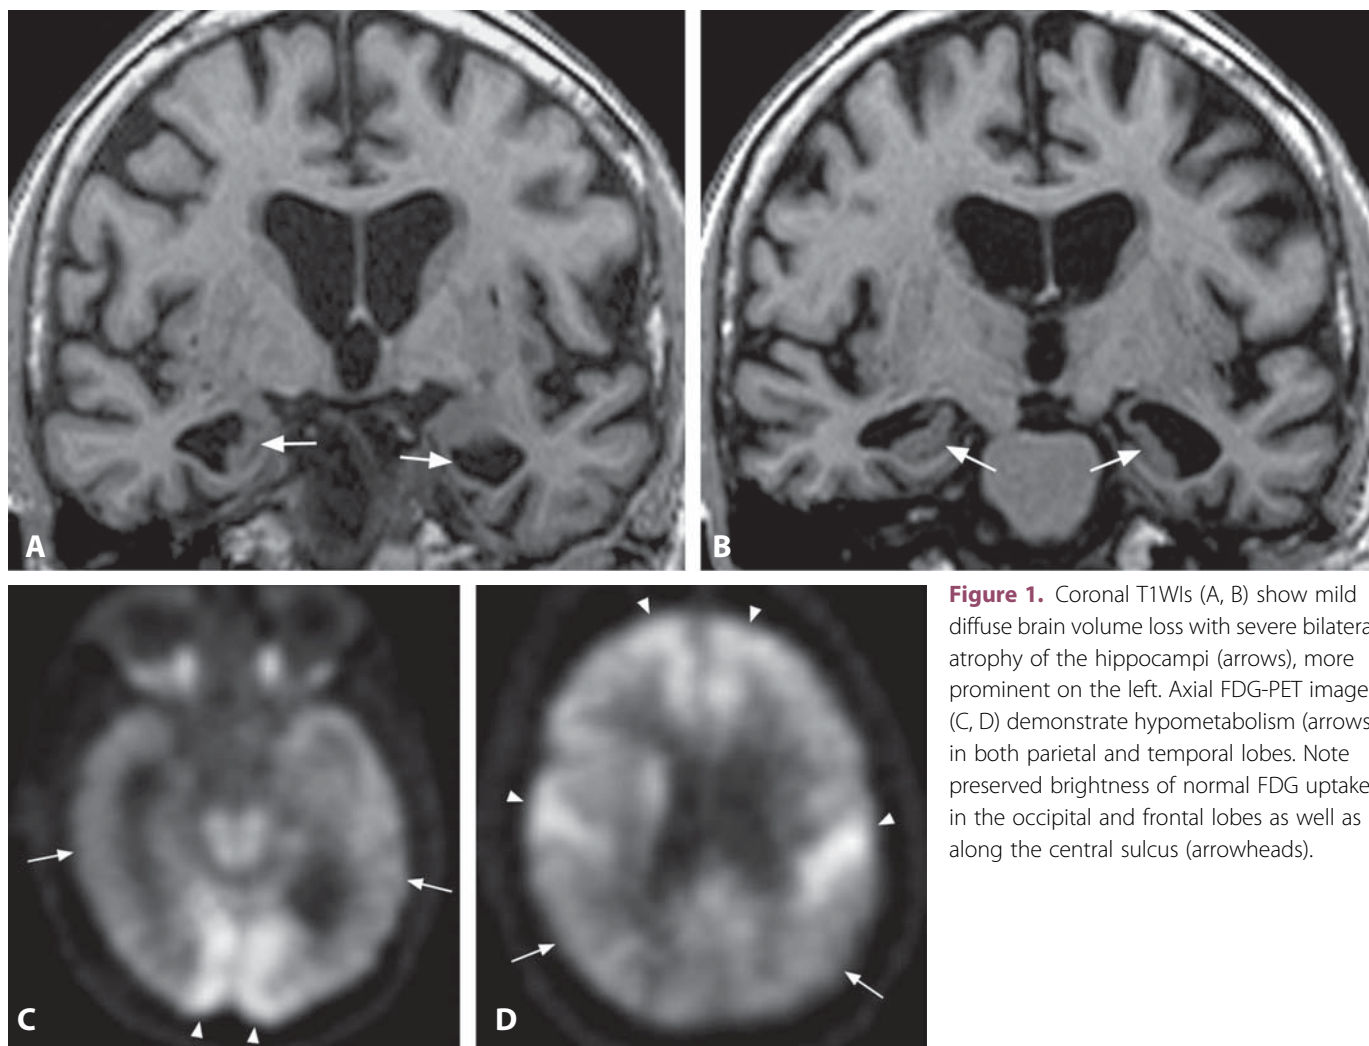 A
B
C
D
Figure 1. Coronal T1WIs (A, B) show mild
diffuse brain volume loss with severe bilatera
atrophy of the hippocampi (arrows), more
prominent on the left. Axial FDG-PET image
(C, D) demonstrate hypometabolism (arrows
in both parietal and temporal lobes. Note
preserved brightness of normal FDG uptake
in the occipital and frontal lobes as well as
along the central sulcus (arrowheads).